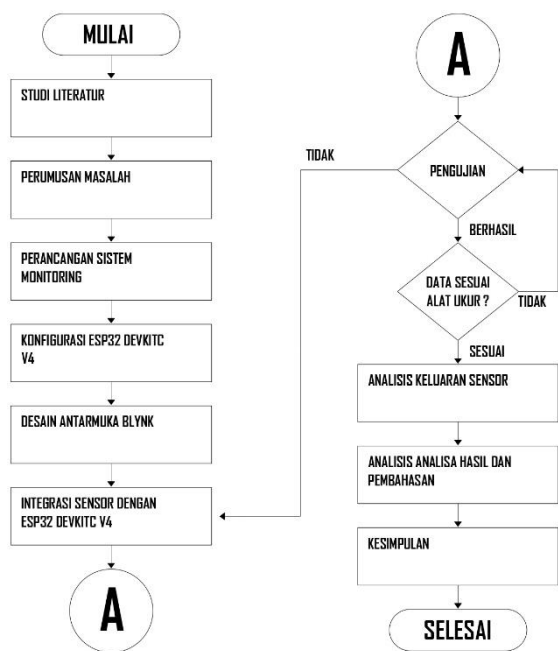 MULAI
STUDI LITERATUR
PERUMUSAN MASALAH
PERANCANGAN SISTEM
MONITORING
KONFIGURASI ESP32 DEVKITC
V4
DESAIN ANTARMUKA BLYNK
INTEGRASI SENSOR DENGAN
ESP32 DEVKITC V4
A
A
TIDAK
PENGUJIAN
BERHASIL
DATA SESUAI
ALAT UKUR ?
TIDAK
SESUAI
ANALISIS KELUARAN SENSOR
ANALISIS ANALISA HASIL DAN
PEMBAHASAN
KESIMPULAN
SELESAI